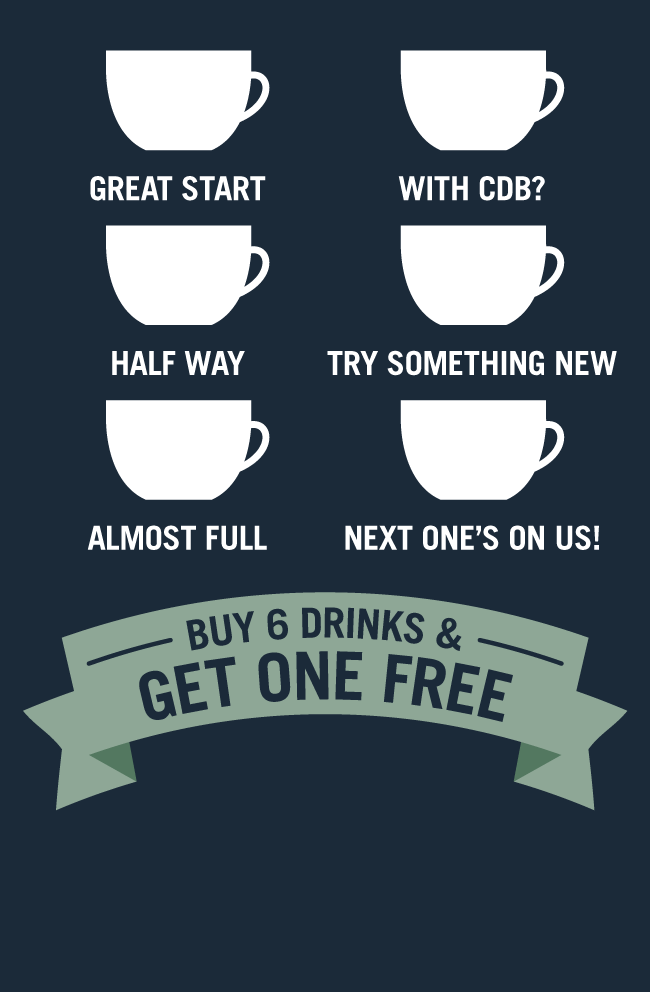 GREAT START
WITH CDB?
HALF WAY
TRY SOMETHING NEW
ALMOST FULL
NEXT ONE'S ON US!
BUY 6 DRINKS &
GET ONE FREE